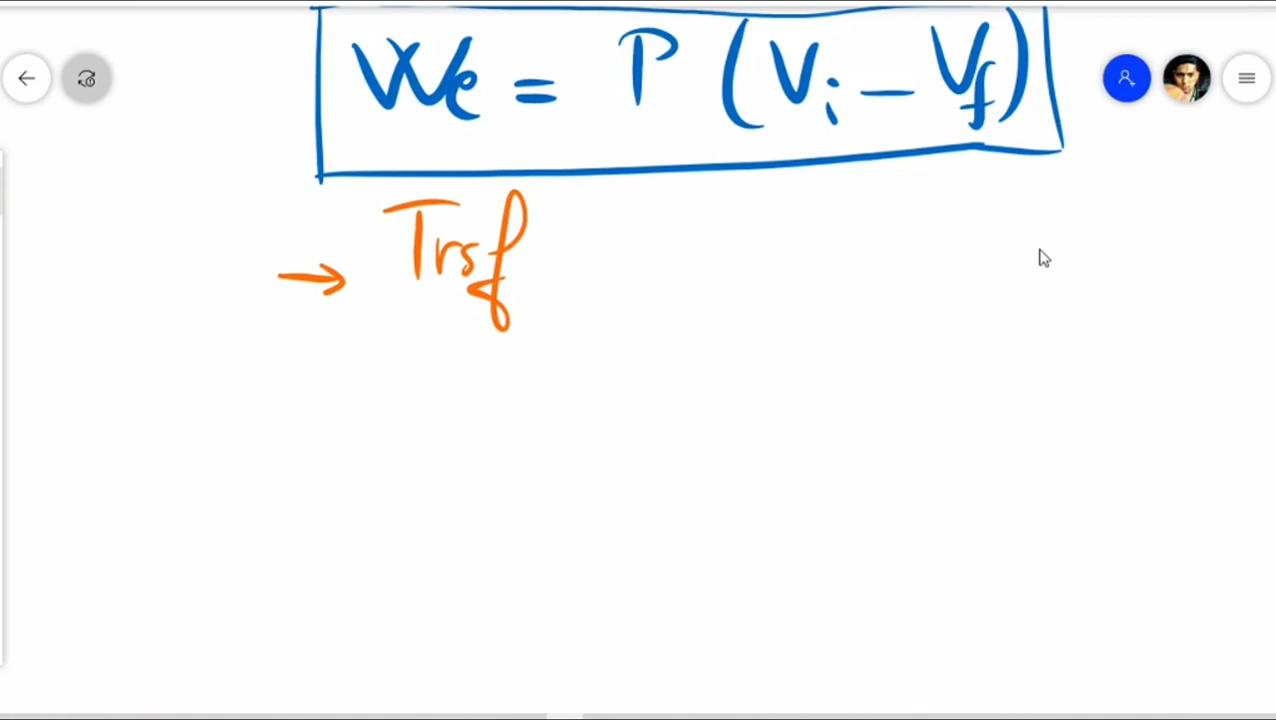 We = P (Vi – Vf)
→ Trsf